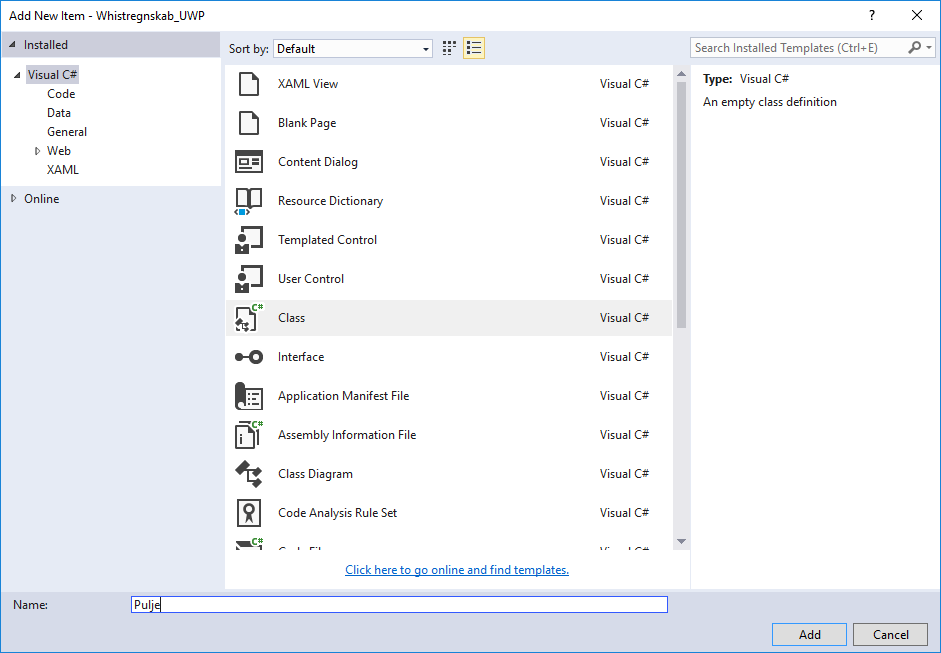 Add New Item - Whistregnskab_UWP
?
Installed
Visual C#
Code
Data
General
Web
XAML
Online
Sort by: Default
Search Installed Templates (Ctrl+E)
XAML View Visual C#
Blank Page Visual C#
Content Dialog Visual C#
Resource Dictionary Visual C#
Templated Control Visual C#
User Control Visual C#
C# Class Visual C#
Interface Visual C#
Application Manifest File Visual C#
C# Assembly Information File Visual C#
Class Diagram Visual C#
Code Analysis Rule Set Visual C#
C# Code File Visual C#
Click here to go online and find templates.
Type: Visual C#
An empty class definition
Name: Pulje
Add Cancel